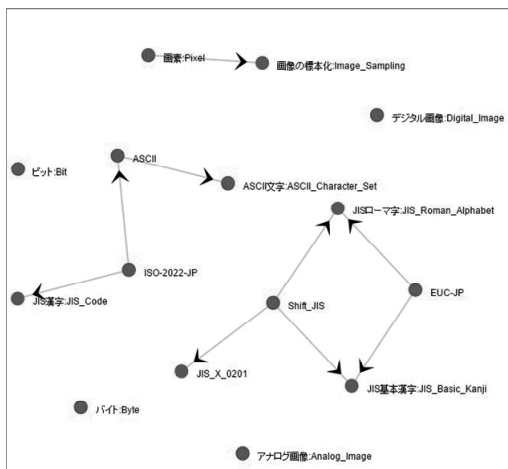 画素:Pixel
画像の標本化:Image_Sampling
デジタル画像:Digital_Image
ASCII
ビット:Bit
ASCII文字:ASCII_Character_Set
JISローマ字:JIS_Roman_Alphabet
ISO-2022-JP
EUC-JP
JIS漢字:JIS_Code
Shift_JIS
JIS_X_0201
JIS基本漢字:JIS_Basic_Kanji
バイト:Byte
アナログ画像:Analog_Image